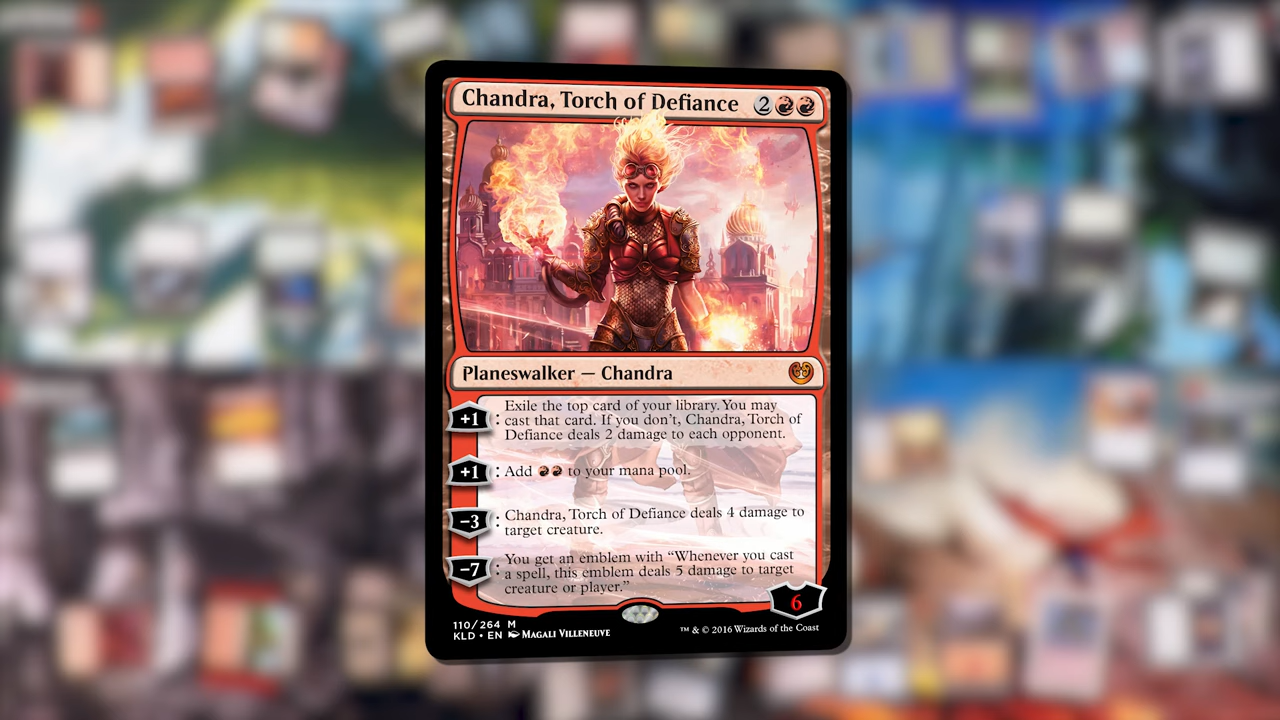 Chandra, Torch of Defiance 2
Planeswalker — Chandra
+1 : Exile the top card of your library. You may
cast that card. If you don't, Chandra, Torch of
Defiance deals 2 damage to each opponent.
+1 : Add to your mana pool.
−3 : Chandra, Torch of Defiance deals 4 damage to
target creature.
−7 : You get an emblem with “Whenever you cast
a spell, this emblem deals 5 damage to target
creature or player.”
6
110/264 M
KLD • EN Magali Villeneuve
™ & © 2016 Wizards of the Coast